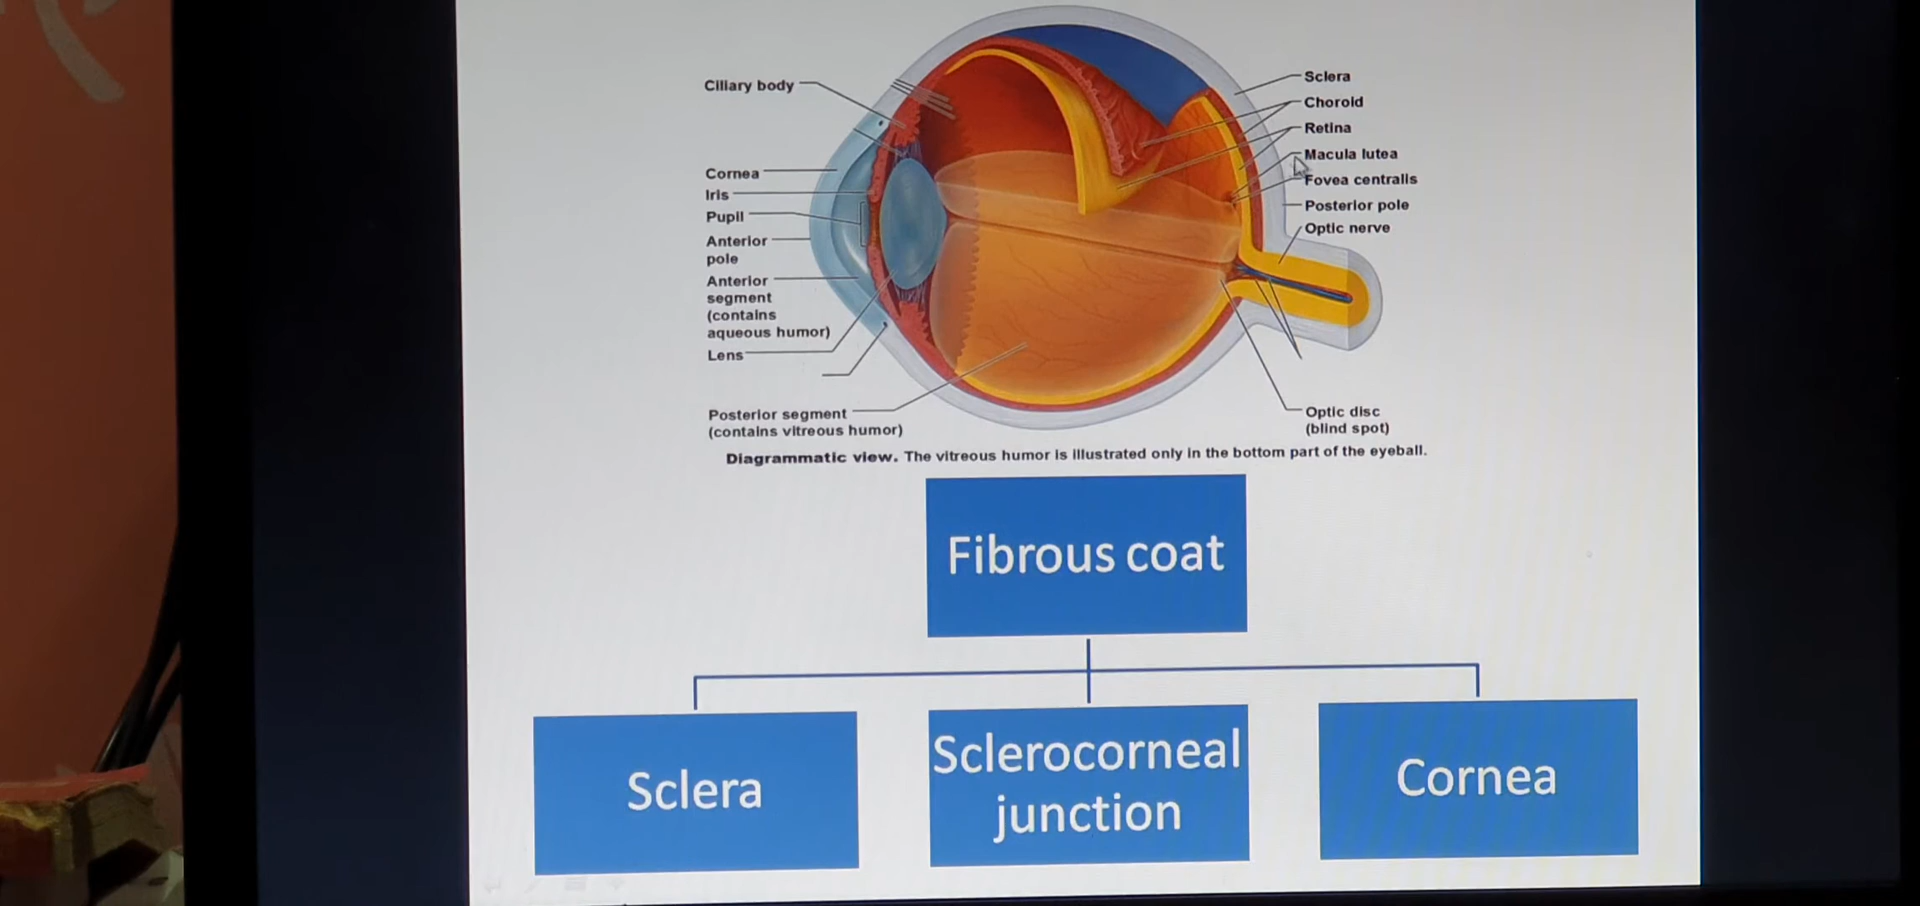 Ciliary body
Cornea
Iris
Pupil
Anterior
pole
Anterior
segment
(contains
aqueous humor)
Lens
Posterior segment
(contains vitreous humor)
Sclera
Choroid
Retina
Macula lutea
Fovea centralis
Posterior pole
Optic nerve
Optic disc
(blind spot)
Diagrammatic view. The vitreous humor is illustrated only in the bottom part of the eyeball.
Fibrous coat
Sclera
Sclerocorneal
junction
Cornea